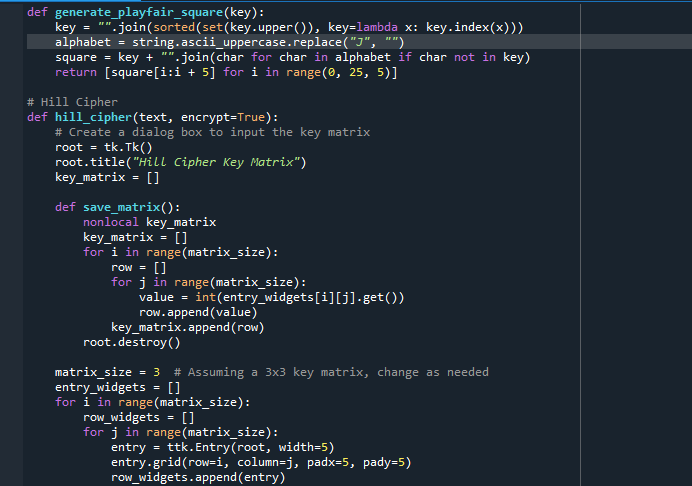 def generate_playfair_square(key):
    key = "".join(sorted(set(key.upper()), key=lambda x: key.index(x)))
    alphabet = string.ascii_uppercase.replace("J", "")
    square = key + "".join(char for char in alphabet if char not in key)
    return [square[i:i + 5] for i in range(0, 25, 5)]

# Hill Cipher
def hill_cipher(text, encrypt=True):
    # Create a dialog box to input the key matrix
    root = tk.Tk()
    root.title("Hill Cipher Key Matrix")
    key_matrix = []

    def save_matrix():
        nonlocal key_matrix
        key_matrix = []
        for i in range(matrix_size):
            row = []
            for j in range(matrix_size):
                value = int(entry_widgets[i][j].get())
                row.append(value)
            key_matrix.append(row)
        root.destroy()

    matrix_size = 3  # Assuming a 3x3 key matrix, change as needed
    entry_widgets = []
    for i in range(matrix_size):
        row_widgets = []
        for j in range(matrix_size):
            entry = ttk.Entry(root, width=5)
            entry.grid(row=i, column=j, padx=5, pady=5)
            row_widgets.append(entry)